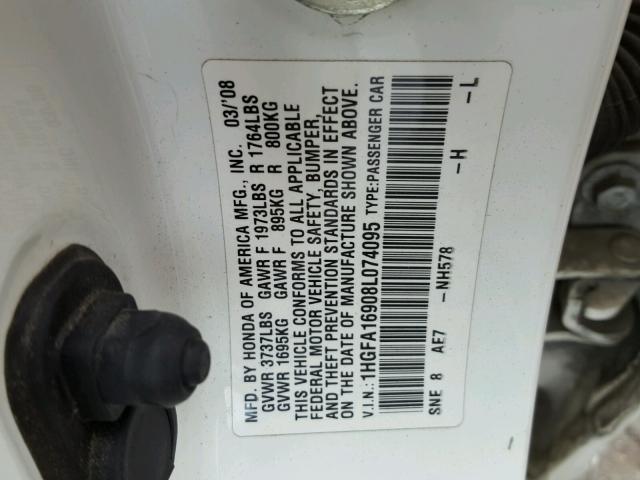 MFD. BY HONDA OF AMERICA MFG., INC. 03/'08
GVWR 3737LBS GAWR F 1973LBS R 1764LBS
GVWR 1695KG GAWR F 895KG R 800KG
THIS VEHICLE CONFORMS TO ALL APPLICABLE
FEDERAL MOTOR VEHICLE SAFETY, BUMPER,
AND THEFT PREVENTION STANDARDS IN EFFECT
ON THE DATE OF MANUFACTURE SHOWN ABOVE.
V.I.N.:1HGFA16908L074095 TYPE:PASSENGER CAR
SNE 8 AE7 -NH578 -H -L